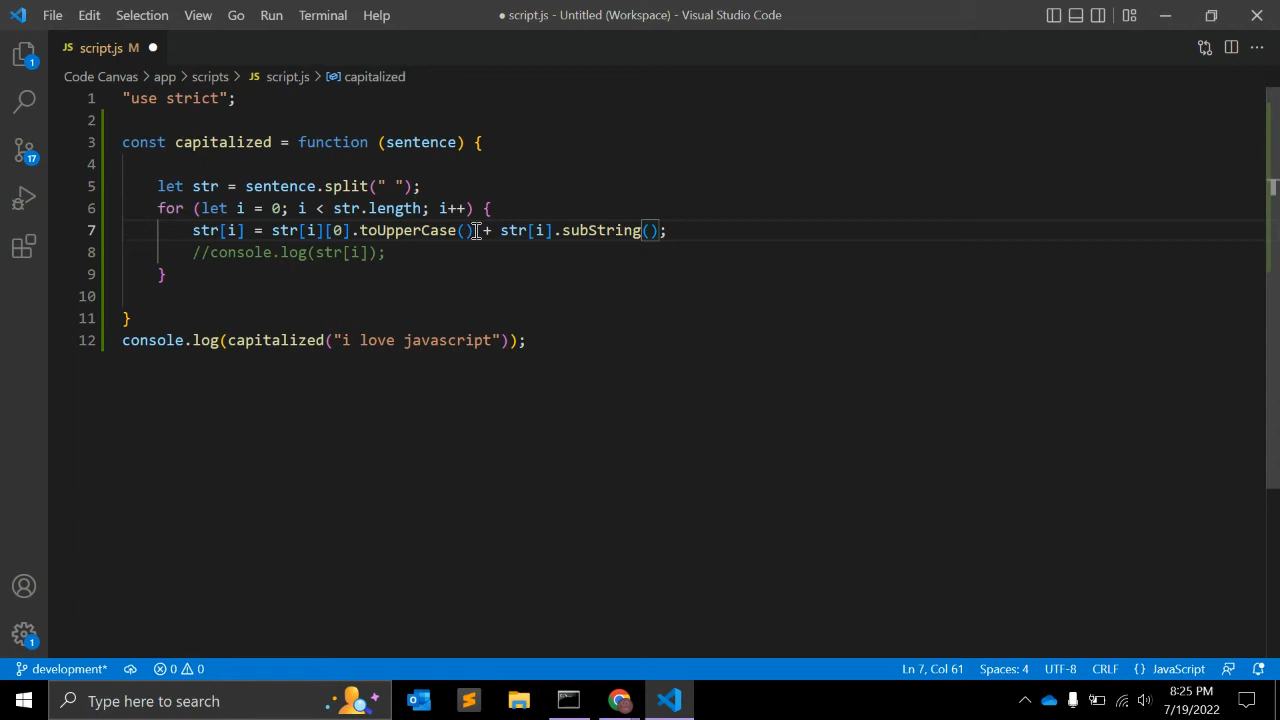 File Edit Selection View Go Run Terminal Help ● script.js - Untitled (Workspace) - Visual Studio Code
JS script.js M ●
Code Canvas > app > scripts > JS script.js > capitalized
1 "use strict";
2
3 const capitalized = function (sentence) {
4
5 let str = sentence.split(" ");
6 for (let i = 0; i < str.length; i++) {
7 str[i] = str[i][0].toUpperCase() + str[i].subString();
8 //console.log(str[i]);
9 }
10
11 }
12 console.log(capitalized("i love javascript"));
1
17
1
development* 0 0 Ln 7, Col 61 Spaces: 4 UTF-8 CRLF {} JavaScript
Type here to search 8:25 PM
7/19/2022